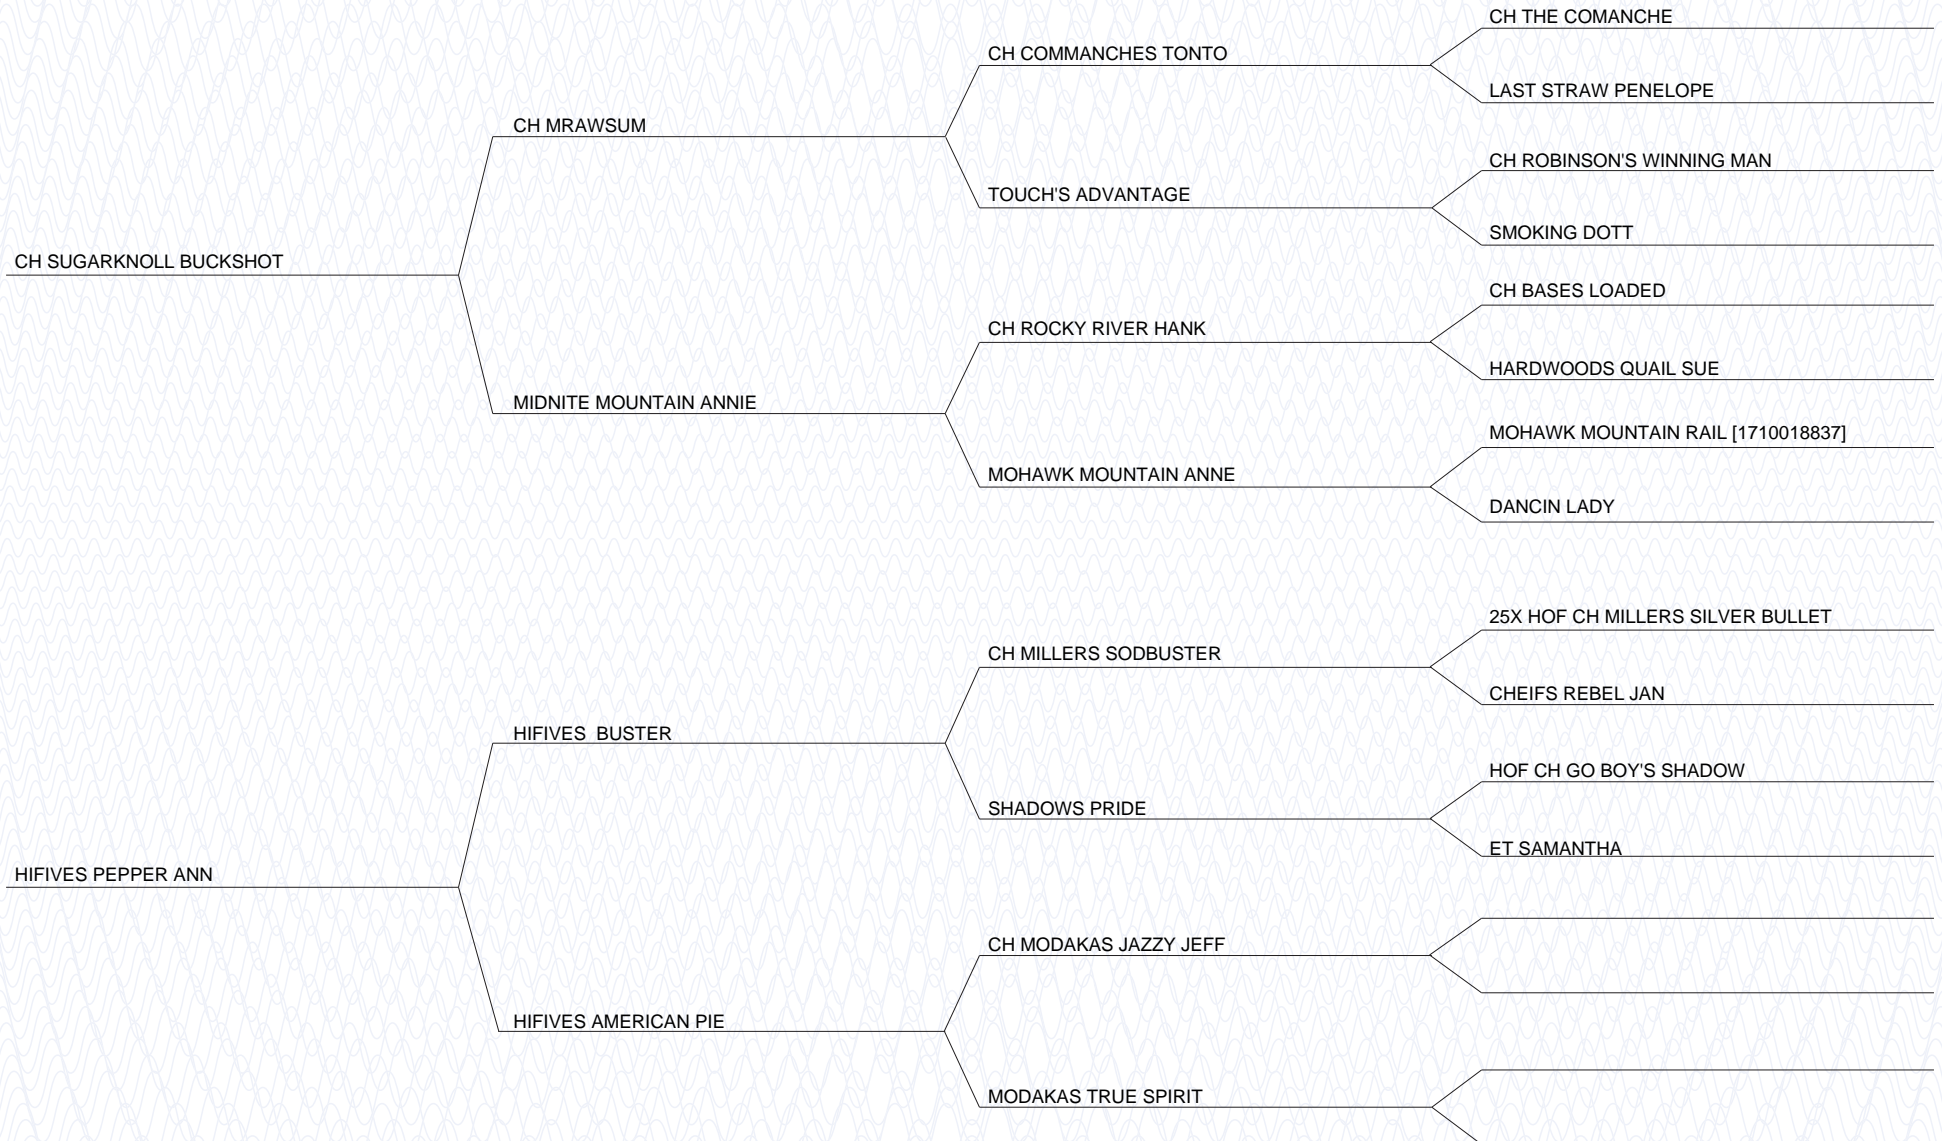 CH THE COMANCHE
CH COMMANCHES TONTO
LAST STRAW PENELOPE
CH MRAWSUM
CH ROBINSON'S WINNING MAN
TOUCH'S ADVANTAGE
SMOKING DOTT
CH SUGARKNOLL BUCKSHOT
CH BASES LOADED
CH ROCKY RIVER HANK
HARDWOODS QUAIL SUE
MIDNITE MOUNTAIN ANNIE
MOHAWK MOUNTAIN RAIL [1710018837]
MOHAWK MOUNTAIN ANNE
DANCIN LADY
25X HOF CH MILLERS SILVER BULLET
CH MILLERS SODBUSTER
CHEIFS REBEL JAN
HIFIVES  BUSTER
HOF CH GO BOY'S SHADOW
SHADOWS PRIDE
ET SAMANTHA
HIFIVES PEPPER ANN
CH MODAKAS JAZZY JEFF
HIFIVES AMERICAN PIE
MODAKAS TRUE SPIRIT